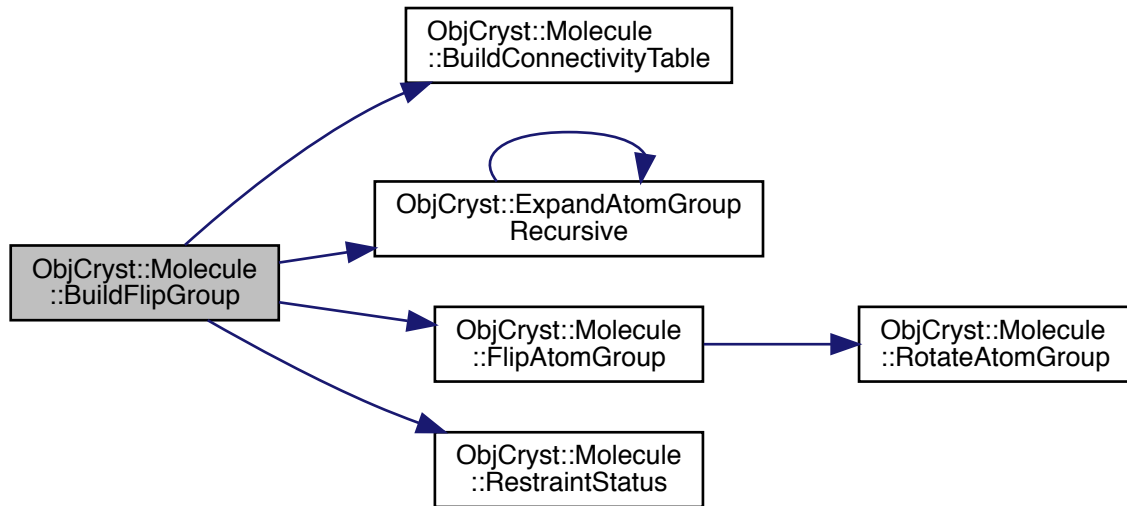 ObjCryst::Molecule
::BuildConnectivityTable
ObjCryst::ExpandAtomGroup
Recursive
ObjCryst::Molecule
::BuildFlipGroup
ObjCryst::Molecule
::FlipAtomGroup
ObjCryst::Molecule
::RotateAtomGroup
ObjCryst::Molecule
::RestraintStatus